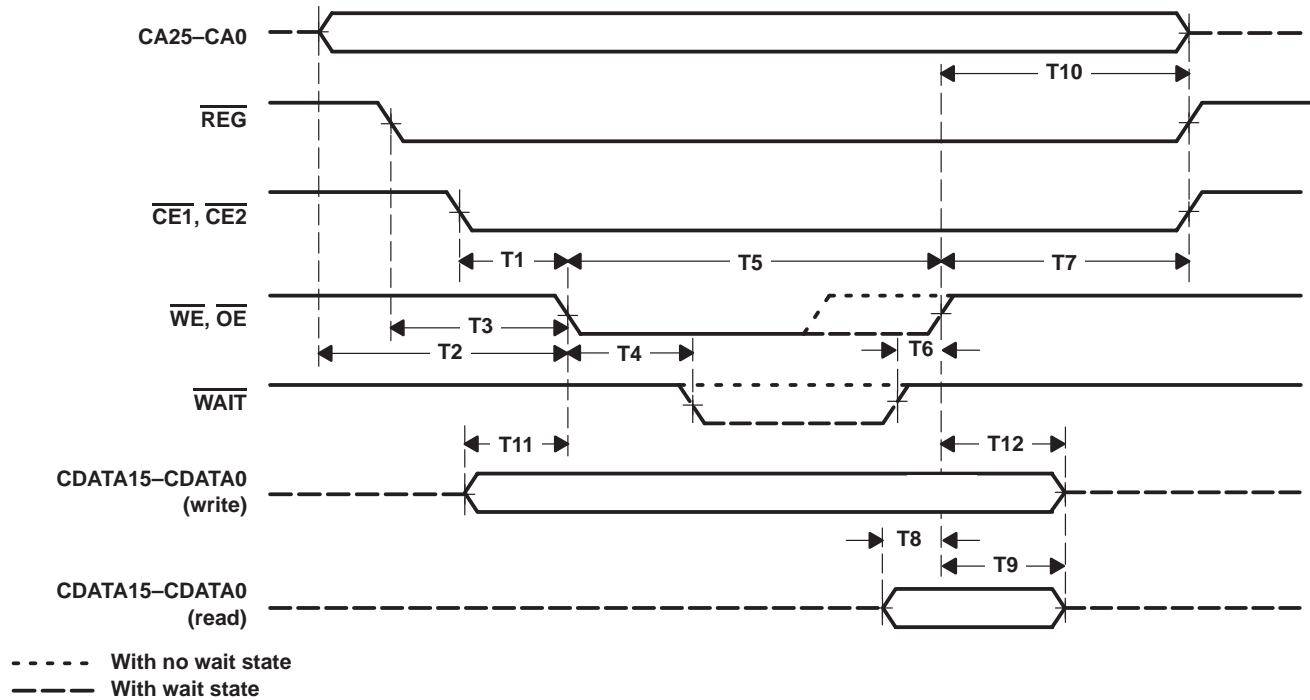 CA25–CA0
T10
REG
CE1, CE2
T1
T5
T7
WE, OE
T3
T6
T2
T4
WAIT
T11
T12
CDATA15–CDATA0
(write)
T8
T9
CDATA15–CDATA0
(read)
With no wait state
With wait state